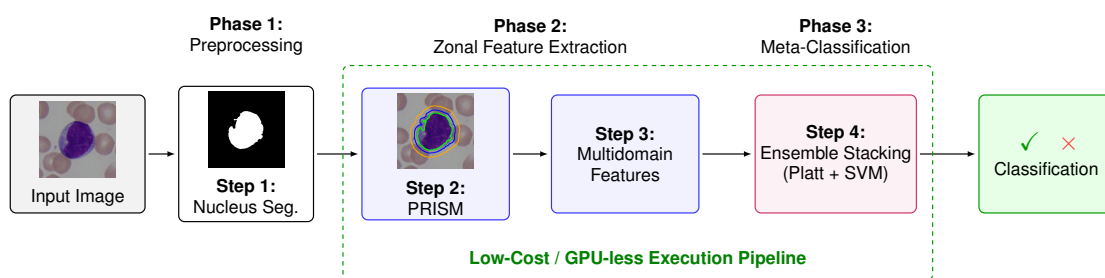 Phase 1:
Preprocessing
Phase 2:
Zonal Feature Extraction
Phase 3:
Meta-Classification
Input Image
Step 1:
Nucleus Seg.
Step 2:
PRISM
Step 3:
Multidomain
Features
Step 4:
Ensemble Stacking
(Platt + SVM)
✓ ×
Classification
Low-Cost / GPU-less Execution Pipeline